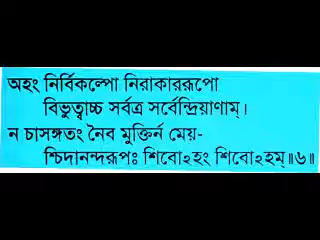 অহং নির্বিকল্পো নিরাকাররূপো
বিভুত্বাচ্চ সর্বত্র সর্বেন্দ্রিয়াণাম্।
ন চাসঙ্গতং নৈব মুক্তির্ন মেয়-
শ্চিদানন্দরূপঃ শিবোঽহং শিবোঽহম্॥৬॥